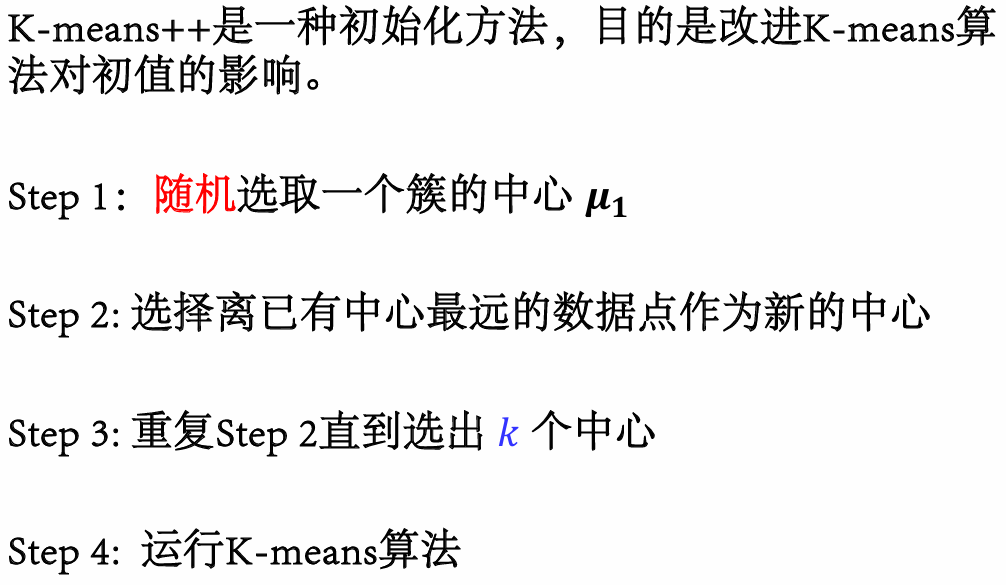 K-means++是一种初始化方法，目的是改进K-means算
法对初值的影响。
Step 1：随机选取一个簇的中心 μ₁
Step 2: 选择离已有中心最远的数据点作为新的中心
Step 3: 重复Step 2直到选出 k 个中心
Step 4: 运行K-means算法